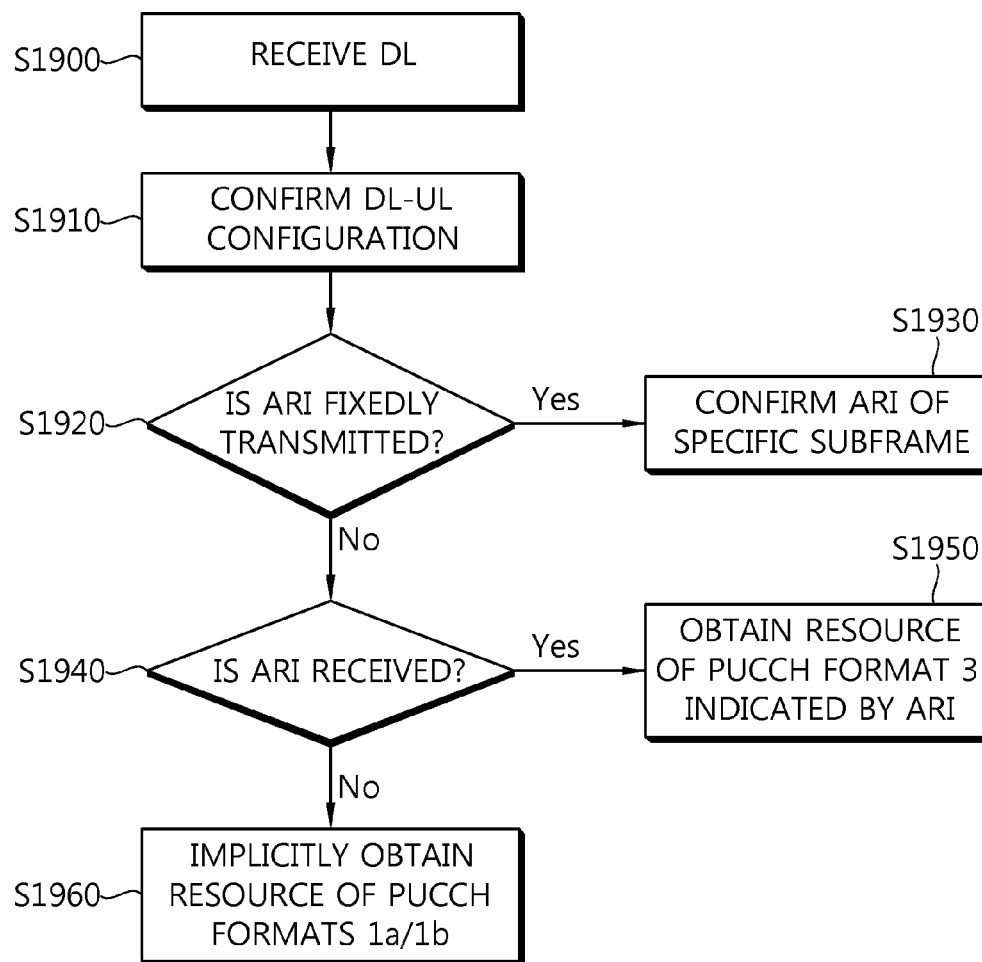 S1900
RECEIVE DL
S1910
CONFIRM DL-UL
CONFIGURATION
S1920
IS ARI FIXEDLY
TRANSMITTED?
Yes
S1930
CONFIRM ARI OF
SPECIFIC SUBFRAME
No
S1940
IS ARI RECEIVED?
Yes
S1950
OBTAIN RESOURCE
OF PUCCH FORMAT 3
INDICATED BY ARI
No
S1960
IMPLICITLY OBTAIN
RESOURCE OF PUCCH
FORMATS 1a/1b